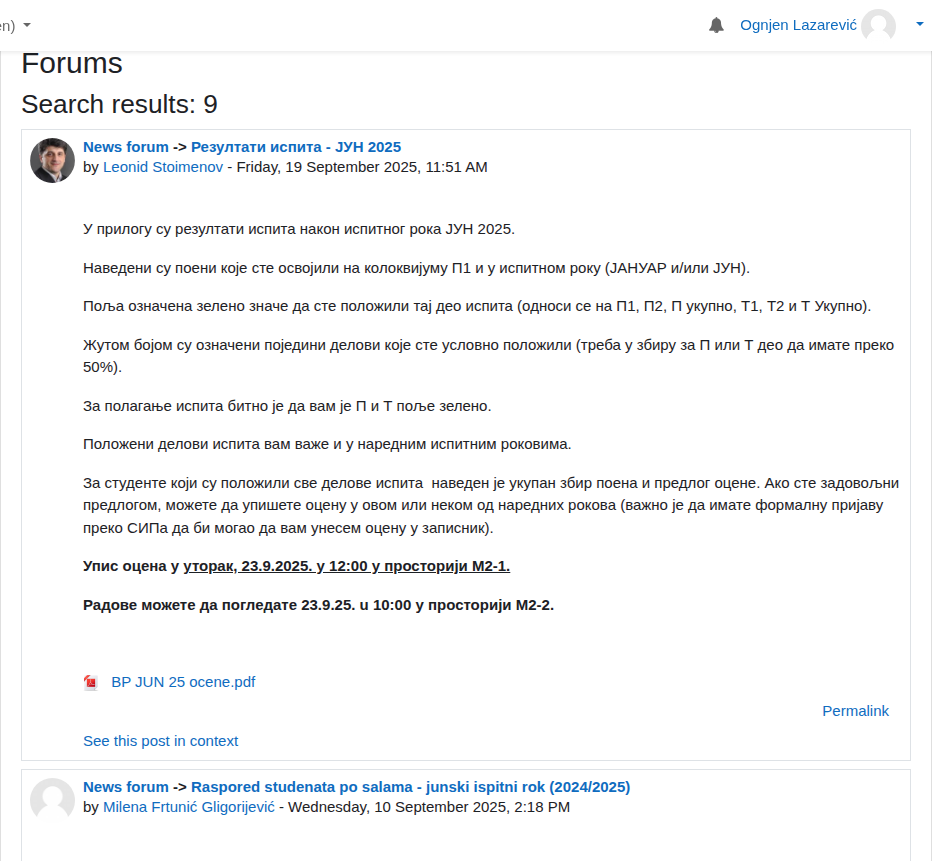 en)
Ognjen Lazarević
Forums
Search results: 9
News forum -> Резултати испита - ЈУН 2025
by Leonid Stoimenov - Friday, 19 September 2025, 11:51 AM
У прилогу су резултати испита након испитног рока ЈУН 2025.
Наведени су поени које сте освојили на колоквијуму П1 и у испитном року (ЈАНУАР и/или ЈУН).
Поља означена зелено значе да сте положили тај део испита (односи се на П1, П2, П укупно, Т1, Т2 и Т Укупно).
Жутом бојом су означени поједини делови које сте условно положили (треба у збиру за П или Т део да имате преко
50%).
За полагање испита битно је да вам је П и Т поље зелено.
Положени делови испита вам важе и у наредним испитним роковима.
За студенте који су положили све делове испита  наведен је укупан збир поена и предлог оцене. Ако сте задовољни
предлогом, можете да упишете оцену у овом или неком од наредних рокова (важно је да имате формалну пријаву
преко СИПа да би могао да вам унесем оцену у записник).
Упис оцена у уторак, 23.9.2025. у 12:00 у просторији М2-1.
Радове можете да погледате 23.9.25. u 10:00 у просторији М2-2.
BP JUN 25 ocene.pdf
Permalink
See this post in context
News forum -> Raspored studenata po salama - junski ispitni rok (2024/2025)
by Milena Frtunić Gligorijević - Wednesday, 10 September 2025, 2:18 PM